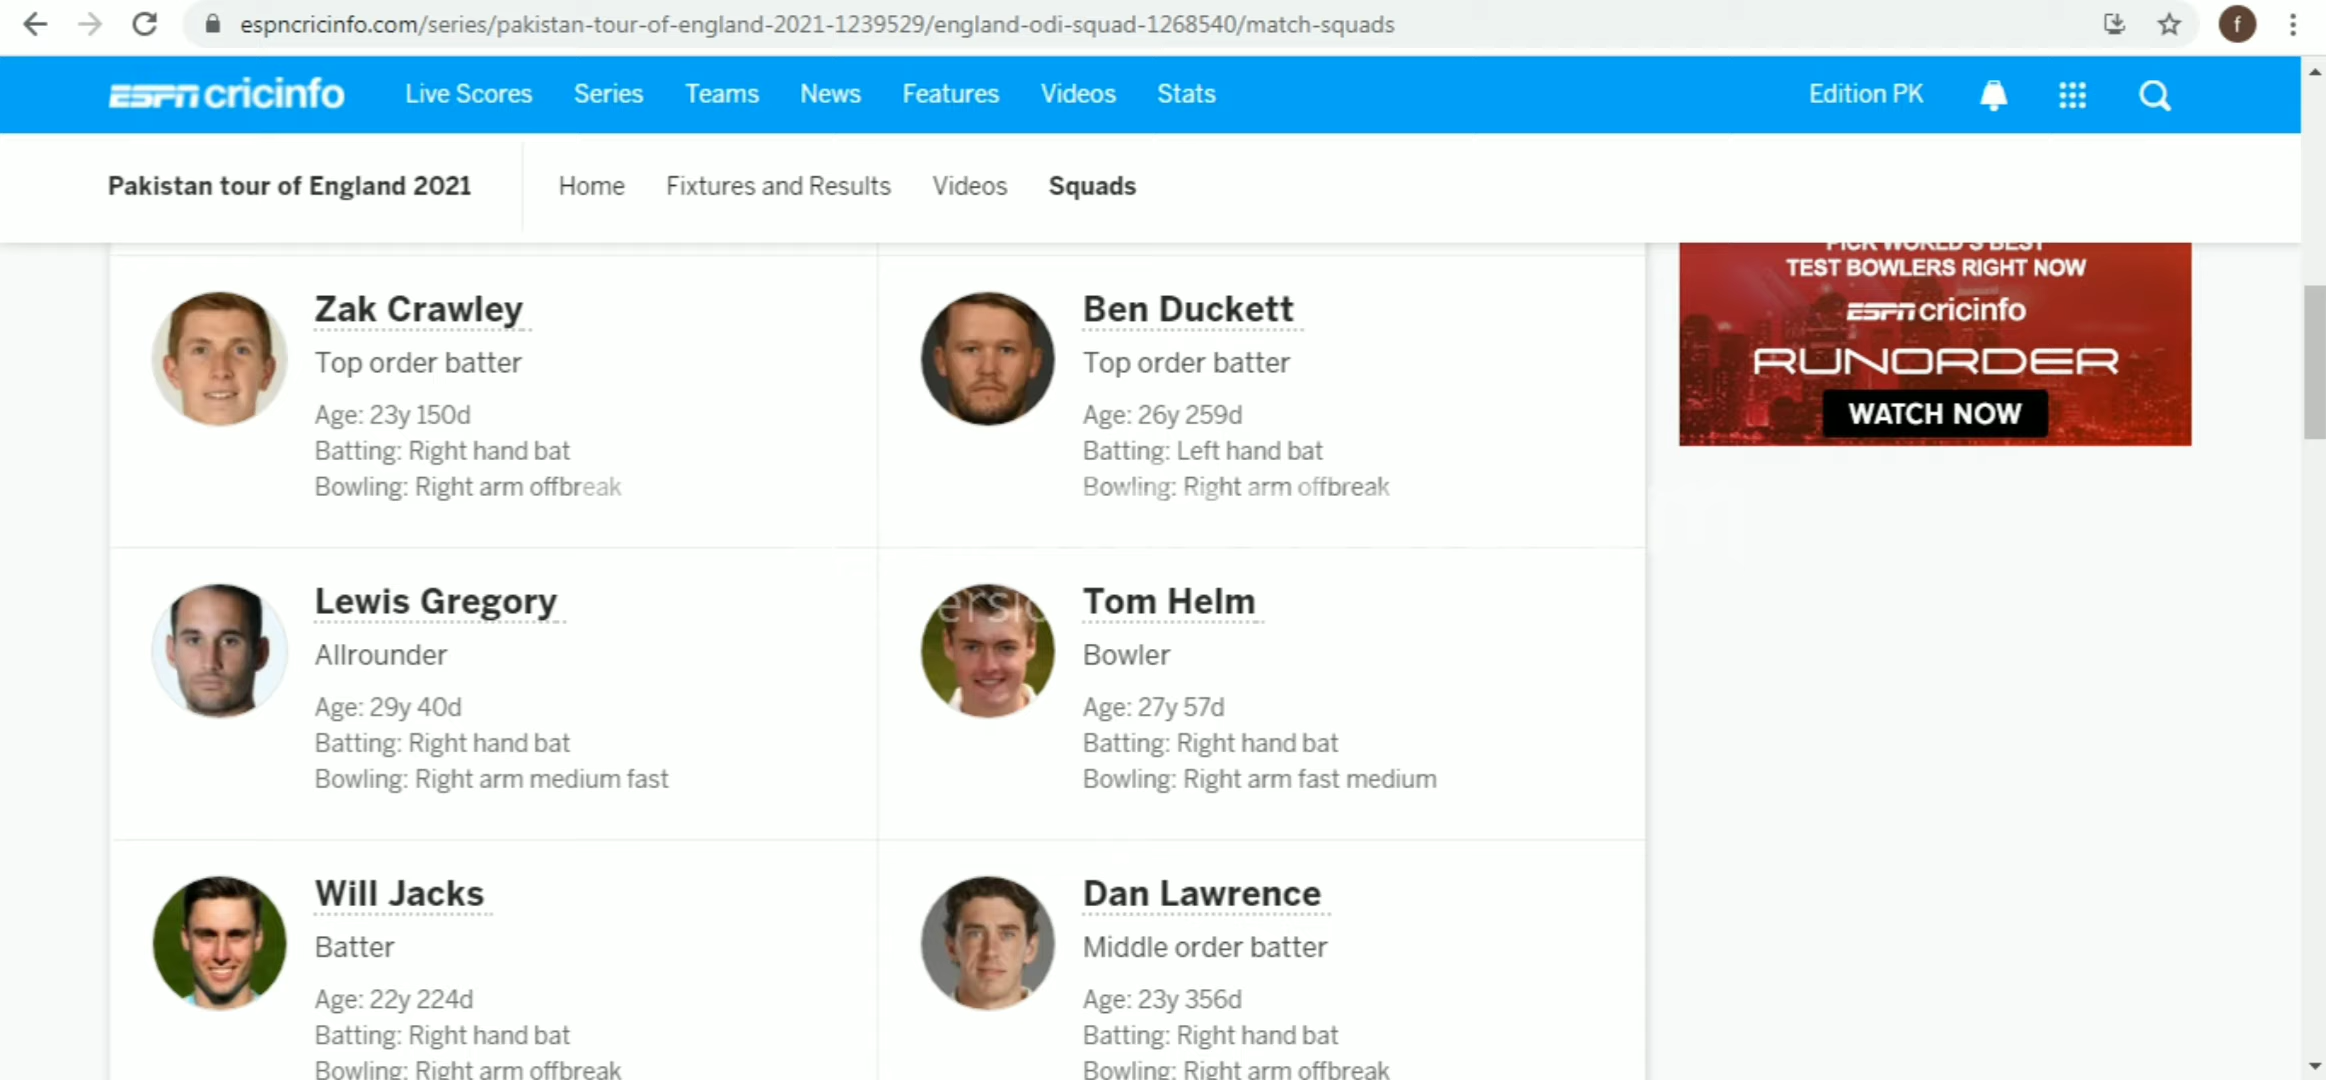 espncricinfo.com/series/pakistan-tour-of-england-2021-1239529/england-odi-squad-1268540/match-squads
f
ESPN cricinfo Live Scores Series Teams News Features Videos Stats Edition PK
Pakistan tour of England 2021 Home Fixtures and Results Videos Squads
PICK WORLD'S BEST
TEST BOWLERS RIGHT NOW
ESPN cricinfo
RUNORDER
WATCH NOW
Zak Crawley
Top order batter
Age: 23y 150d
Batting: Right hand bat
Bowling: Right arm offbreak
Ben Duckett
Top order batter
Age: 26y 259d
Batting: Left hand bat
Bowling: Right arm offbreak
Lewis Gregory
Allrounder
Age: 29y 40d
Batting: Right hand bat
Bowling: Right arm medium fast
Tom Helm
Bowler
Age: 27y 57d
Batting: Right hand bat
Bowling: Right arm fast medium
Will Jacks
Batter
Age: 22y 224d
Batting: Right hand bat
Bowling: Right arm offbreak
Dan Lawrence
Middle order batter
Age: 23y 356d
Batting: Right hand bat
Bowling: Right arm offbreak